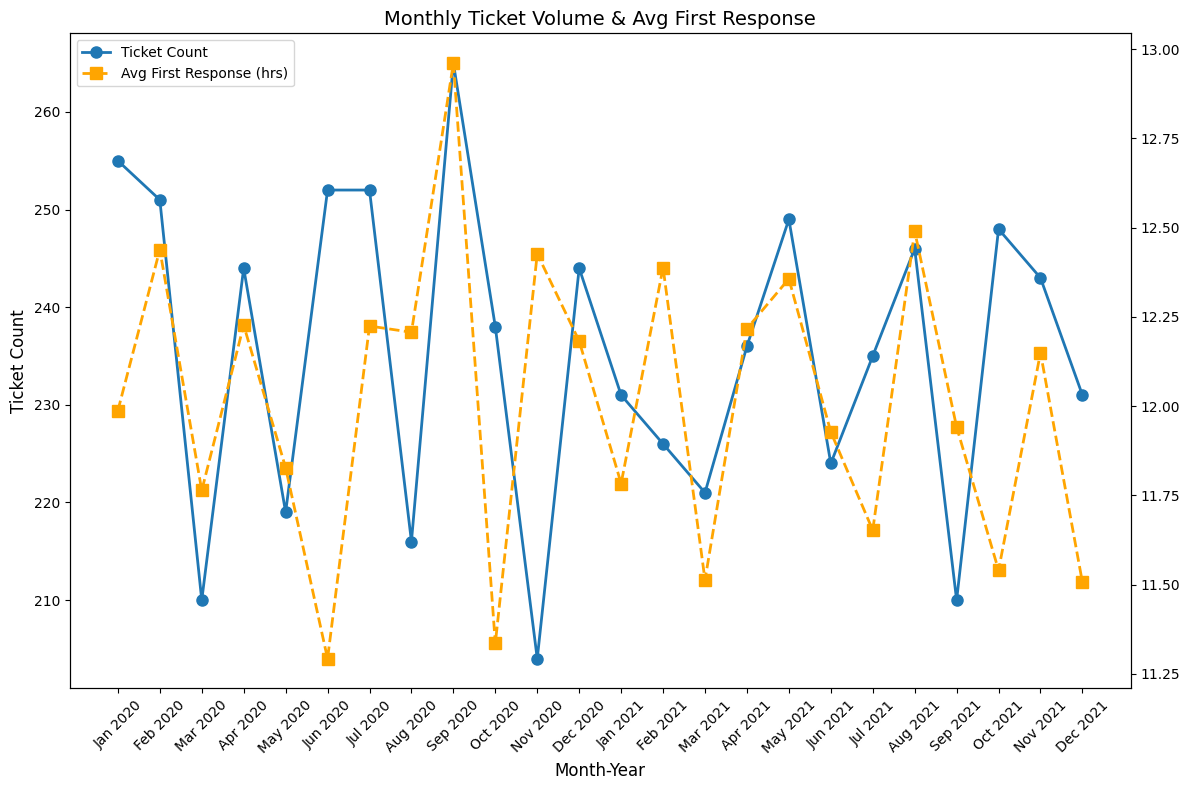 Monthly Ticket Volume & Avg First Response
Ticket Count
Avg First Response (hrs)
Ticket Count
260
250
240
230
220
210
13.00
12.75
12.50
12.25
12.00
11.75
11.50
11.25
Jan 2020
Feb 2020
Mar 2020
Apr 2020
May 2020
Jun 2020
Jul 2020
Aug 2020
Sep 2020
Oct 2020
Nov 2020
Dec 2020
Jan 2021
Feb 2021
Mar 2021
Apr 2021
May 2021
Jun 2021
Jul 2021
Aug 2021
Sep 2021
Oct 2021
Nov 2021
Dec 2021
Month-Year